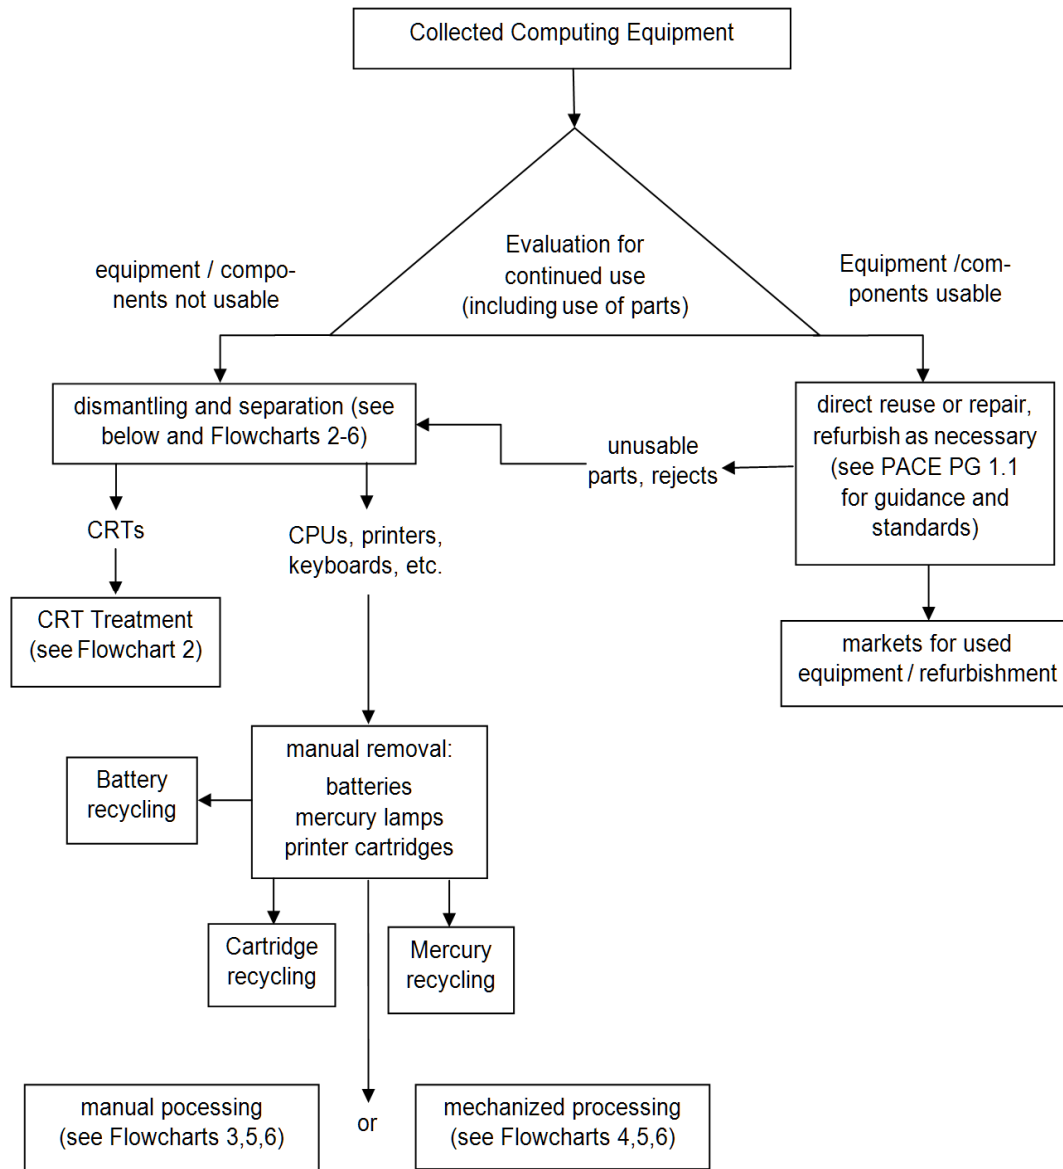 Collected Computing Equipment
Evaluation for
continued use
(including use of parts)
equipment / compo-
nents not usable
Equipment /com-
ponents usable
dismantling and separation (see
below and Flowcharts 2-6)
direct reuse or repair,
refurbish as necessary
(see PACE PG 1.1
for guidance and
standards)
unusable
parts, rejects
CRTs
CPUs, printers,
keyboards, etc.
CRT Treatment
(see Flowchart 2)
markets for used
equipment / refurbishment
manual removal:
batteries
mercury lamps
printer cartridges
Battery
recycling
Cartridge
recycling
Mercury
recycling
manual pocessing
(see Flowcharts 3,5,6)
or
mechanized processing
(see Flowcharts 4,5,6)